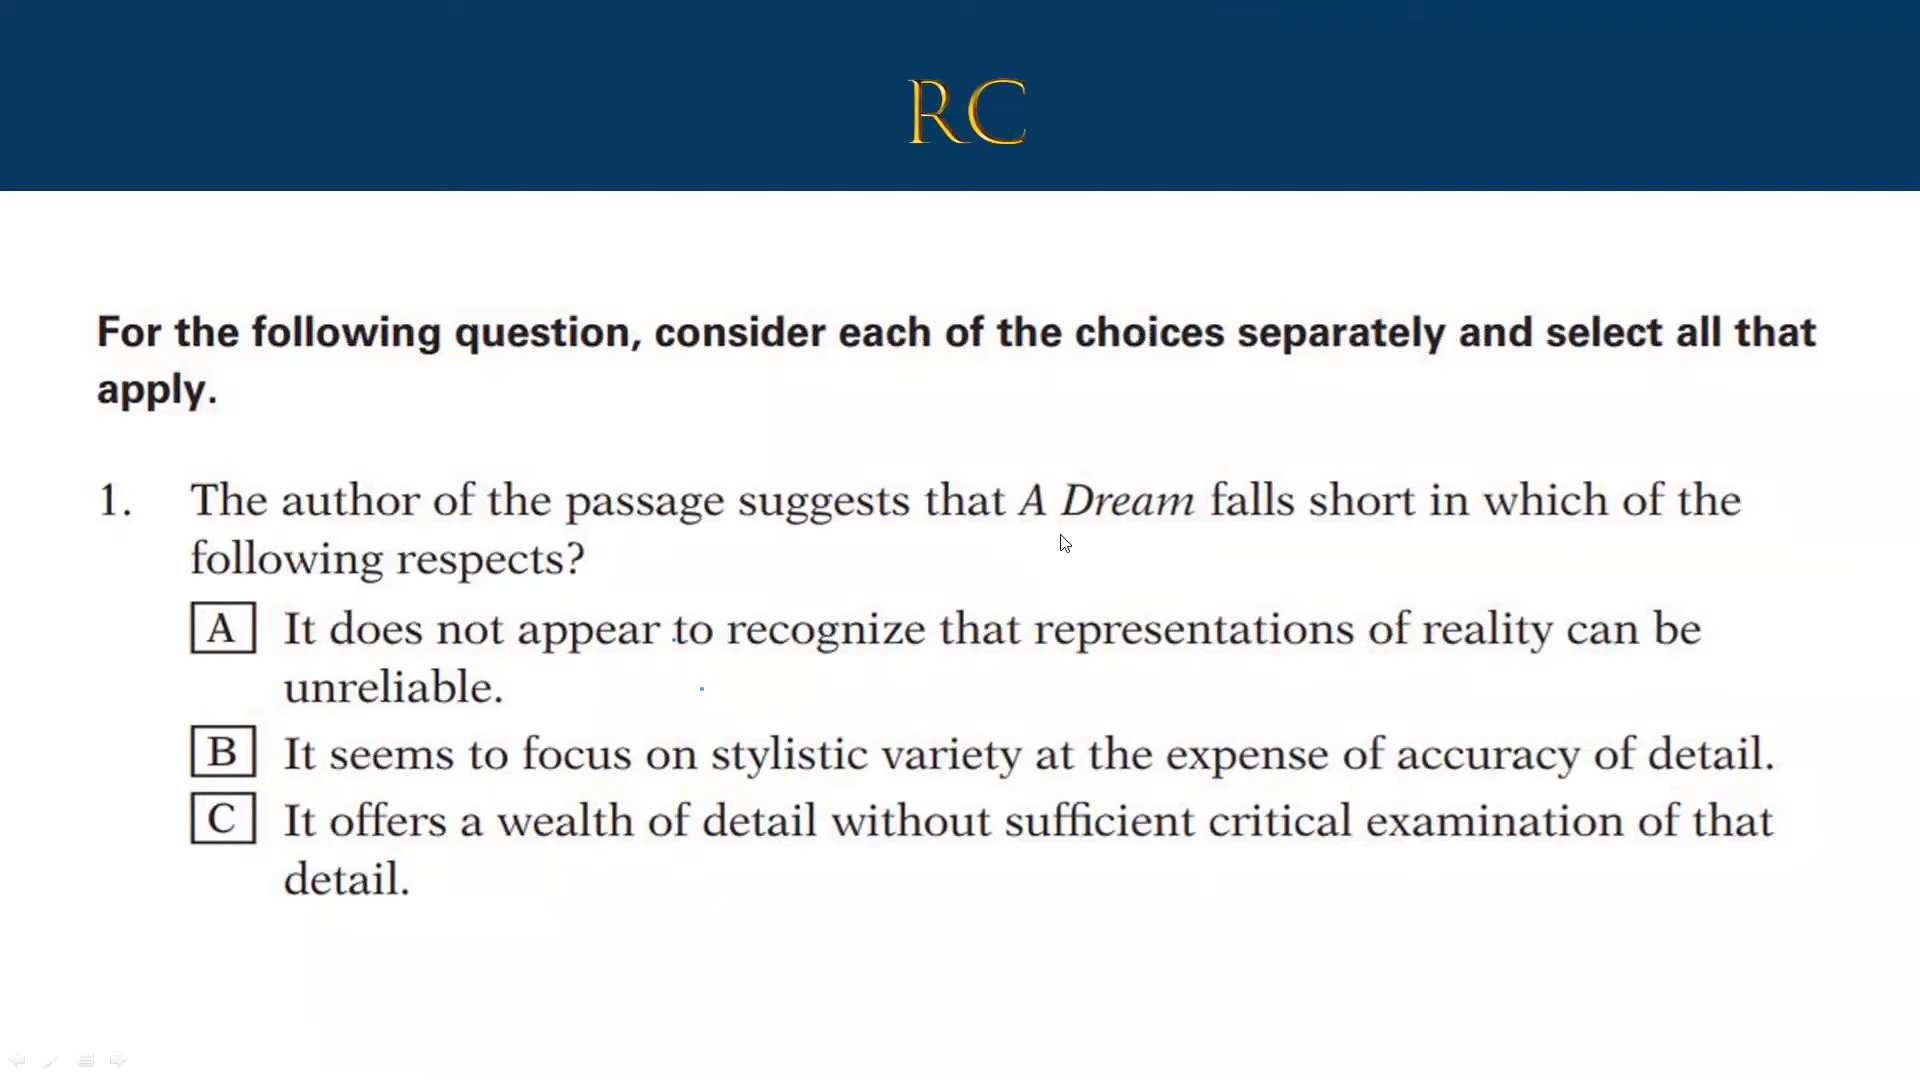 RC
For the following question, consider each of the choices separately and select all that
apply.
1. The author of the passage suggests that A Dream falls short in which of the
following respects?
A It does not appear to recognize that representations of reality can be
unreliable.
B It seems to focus on stylistic variety at the expense of accuracy of detail.
C It offers a wealth of detail without sufficient critical examination of that
detail.